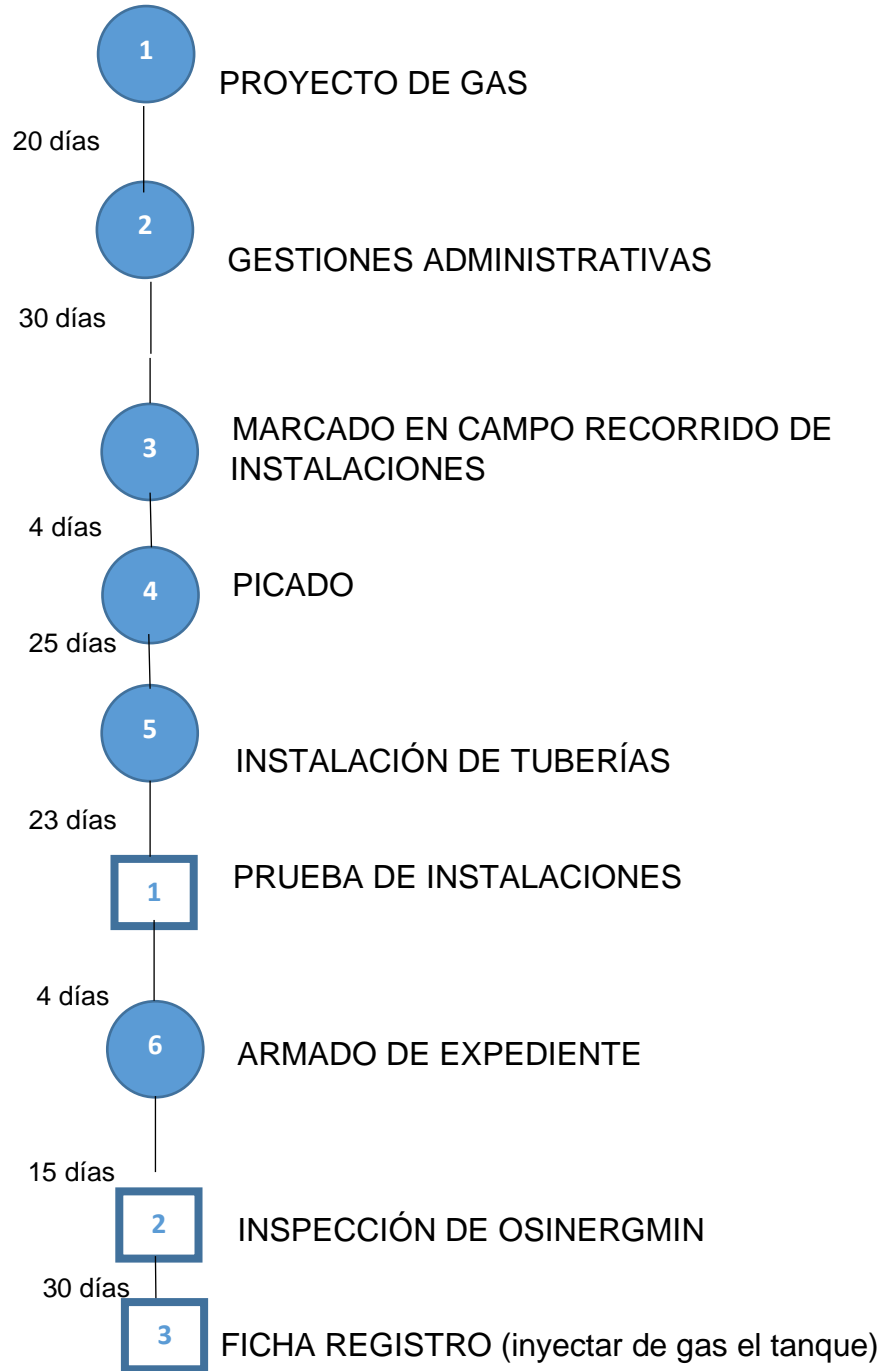 1
PROYECTO DE GAS
20 días
2
GESTIONES ADMINISTRATIVAS
30 días
3
MARCADO EN CAMPO RECORRIDO DE
INSTALACIONES
4 días
4
PICADO
25 días
5
INSTALACIÓN DE TUBERÍAS
23 días
1
PRUEBA DE INSTALACIONES
4 días
6
ARMADO DE EXPEDIENTE
15 días
2
INSPECCIÓN DE OSINERGMIN
30 días
3
FICHA REGISTRO (inyectar de gas el tanque)